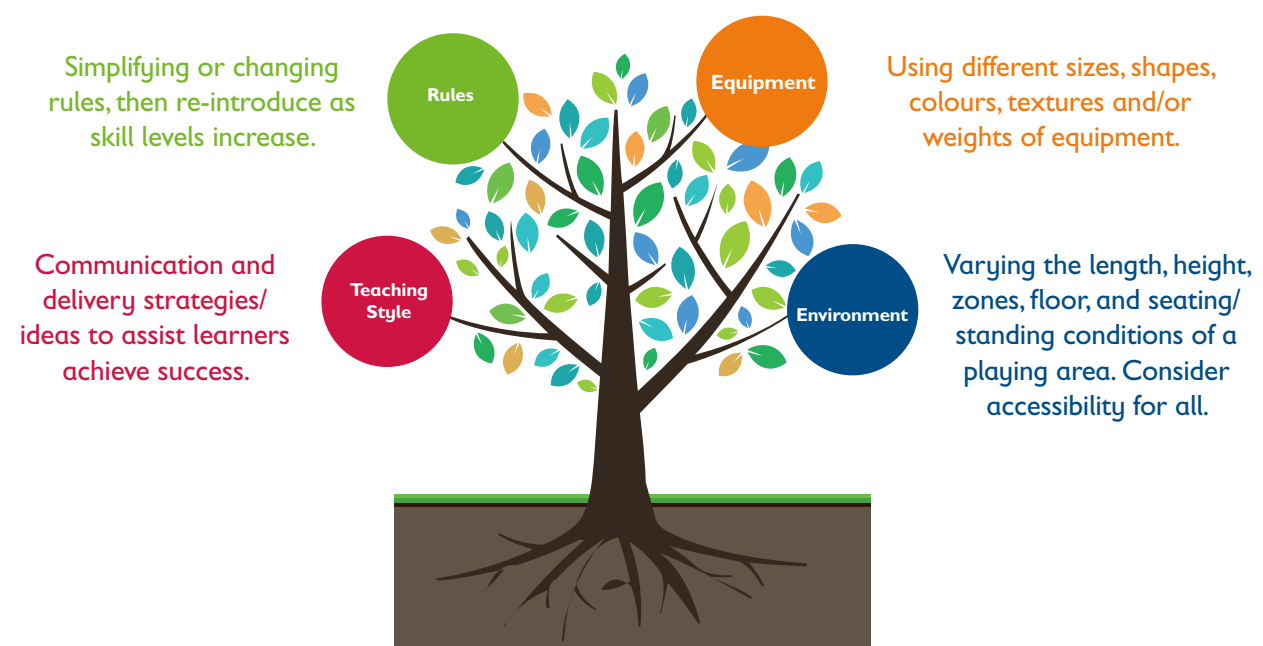 Simplifying or changing
rules, then re-introduce as
skill levels increase.
Rules
Equipment
Using different sizes, shapes,
colours, textures and/or
weights of equipment.
Communication and
delivery strategies/
ideas to assist learners
achieve success.
Teaching
Style
Environment
Varying the length, height,
zones, floor, and seating/
standing conditions of a
playing area. Consider
accessibility for all.